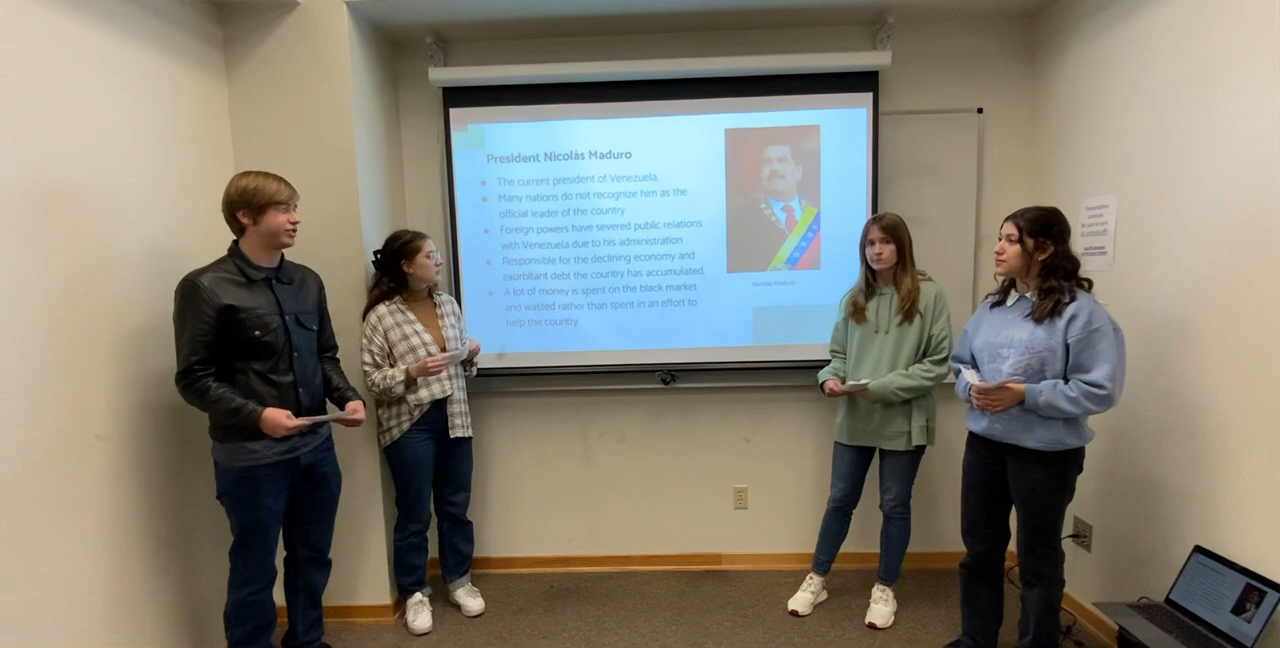 President Nicolás Maduro
The current president of Venezuela.
Many nations do not recognize him as the
official leader of the country
Foreign powers have severed public relations
with Venezuela due to his administration
Responsible for the declining economy and
exorbitant debt the country has accumulated.
A lot of money is spent on the black market
and wasted rather than spent in an effort to
help the country.
Nicolás Maduro